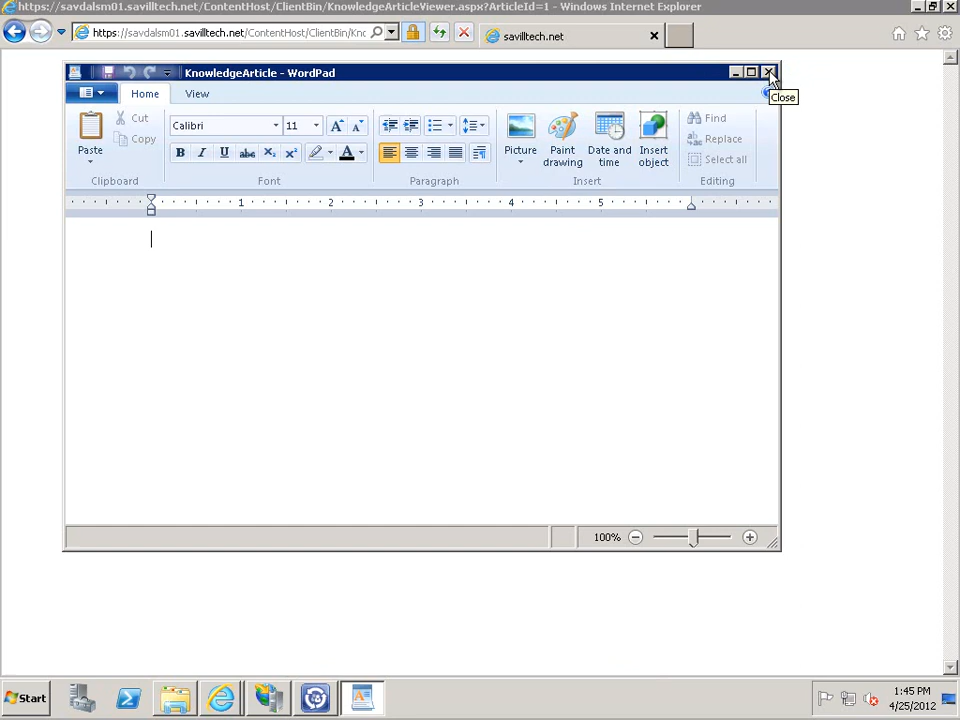 https://savdalsm01.savilltech.net/ContentHost/ClientBin/KnowledgeArticleViewer.aspx?ArticleId=1 - Windows Internet Explorer
https://savdalsm01.savilltech.net/ContentHost/ClientBin/Knc
savilltech.net
KnowledgeArticle - WordPad
Close
Home View
Paste
Cut
Copy
Clipboard
Calibri 11
B I U abc X₂ X²
A
Font
Paragraph
Picture
Paint drawing
Date and time
Insert object
Insert
Find
Replace
Select all
Editing
1 2 3 4 5
100%
Start
1:45 PM
4/25/2012